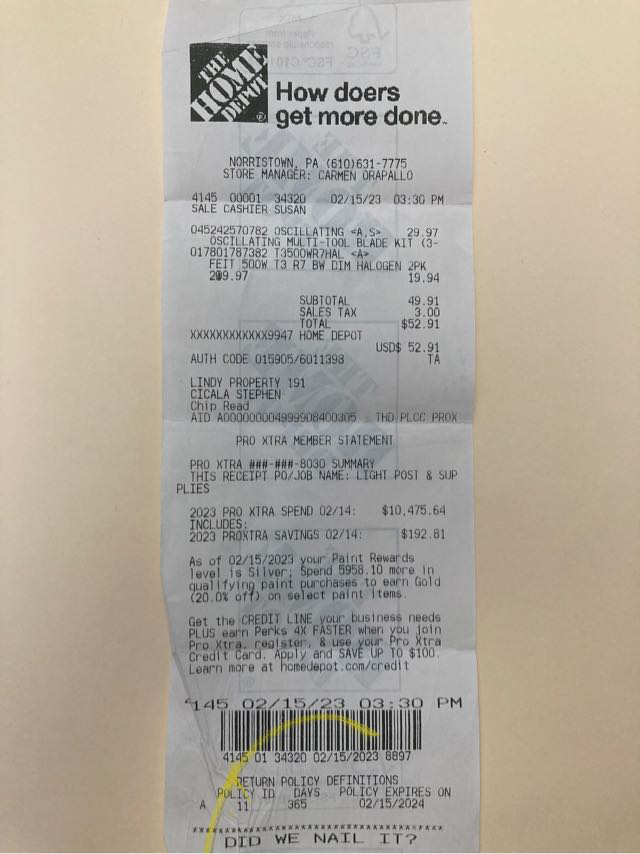 THE
HOME
DEPOT
How doers
get more done.
NORRISTOWN, PA (610)631-7775
STORE MANAGER: CARMEN ORAPALLO
4145 00001 34320 02/15/23 03:30 PM
SALE CASHIER SUSAN
045242570782 OSCILLATING <A,S> 29.97
OSCILLATING MULTI-TOOL BLADE KIT (3-
017801787382 T3500WR7HAL <A>
FEIT 500W T3 R7 BW DIM HALOGEN 2PK
2@9.97 19.94
SUBTOTAL 49.91
SALES TAX 3.00
TOTAL $52.91
XXXXXXXXXXXX9947 HOME DEPOT
USD$ 52.91
AUTH CODE 015905/6011398 TA
LINDY PROPERTY 191
CICALA STEPHEN
Chip Read
AID A0000000049999D8400305 THD PLCC PROX
PRO XTRA MEMBER STATEMENT
PRO XTRA ###-###-8030 SUMMARY
THIS RECEIPT PO/JOB NAME: LIGHT POST & SUP
PLIES
2023 PRO XTRA SPEND 02/14: $10,475.64
INCLUDES:
2023 PROXTRA SAVINGS 02/14: $192.81
As of 02/15/2023 your Paint Rewards
level is Silver; Spend 5958.10 more in
qualifying paint purchases to earn Gold
(20.0% off) on select paint items.
Get the CREDIT LINE your business needs
PLUS earn Perks 4X FASTER when you join
Pro Xtra, register, & use your Pro Xtra
Credit Card. Apply and SAVE UP TO $100.
Learn more at homedepot.com/credit
4145 02/15/23 03:30 PM
4145 01 34320 02/15/2023 8897
RETURN POLICY DEFINITIONS
POLICY ID DAYS POLICY EXPIRES ON
A 11 365 02/15/2024
DID WE NAIL IT?